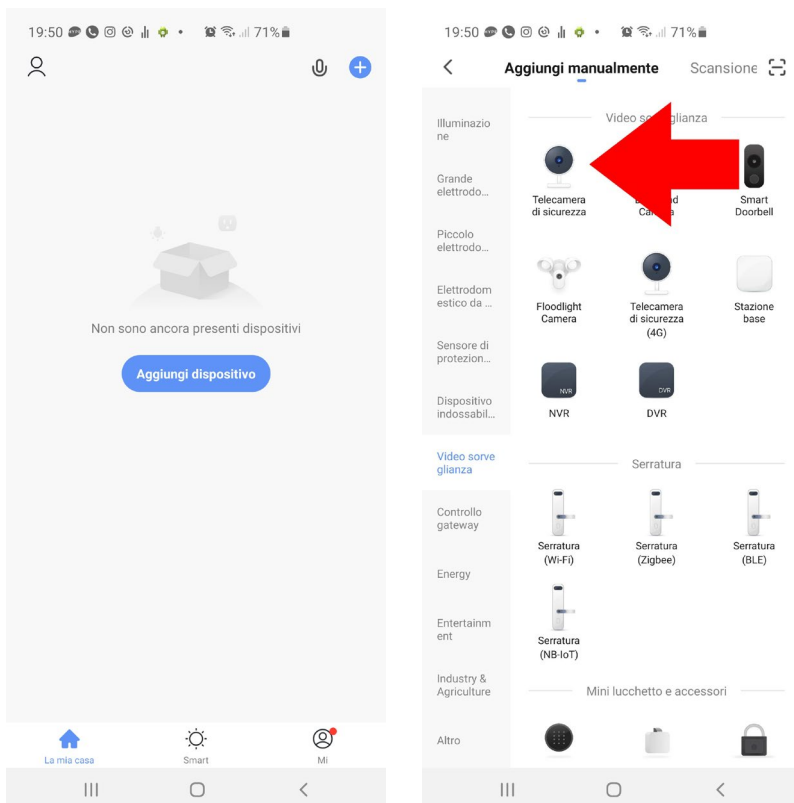 19:50
71%
Non sono ancora presenti dispositivi
Aggiungi dispositivo
La mia casa
Smart
Mi
19:50
71%
Aggiungi manualmente
Scansione
Illuminazio
ne
Grande
elettrodo...
Piccolo
elettrodo...
Elettrodom
estico da ...
Sensore di
protezion...
Dispositivo
indossabil...
Video sorve
glianza
Controllo
gateway
Energy
Entertainm
ent
Industry &
Agriculture
Altro
Video so glianza
Telecamera
di sicurezza
Smart
Doorbell
Floodlight
Camera
Telecamera
di sicurezza
(4G)
Stazione
base
NVR
NVR
DVR
DVR
Serratura
Serratura
(Wi-Fi)
Serratura
(Zigbee)
Serratura
(BLE)
Serratura
(NB-IoT)
Mini lucchetto e accessori